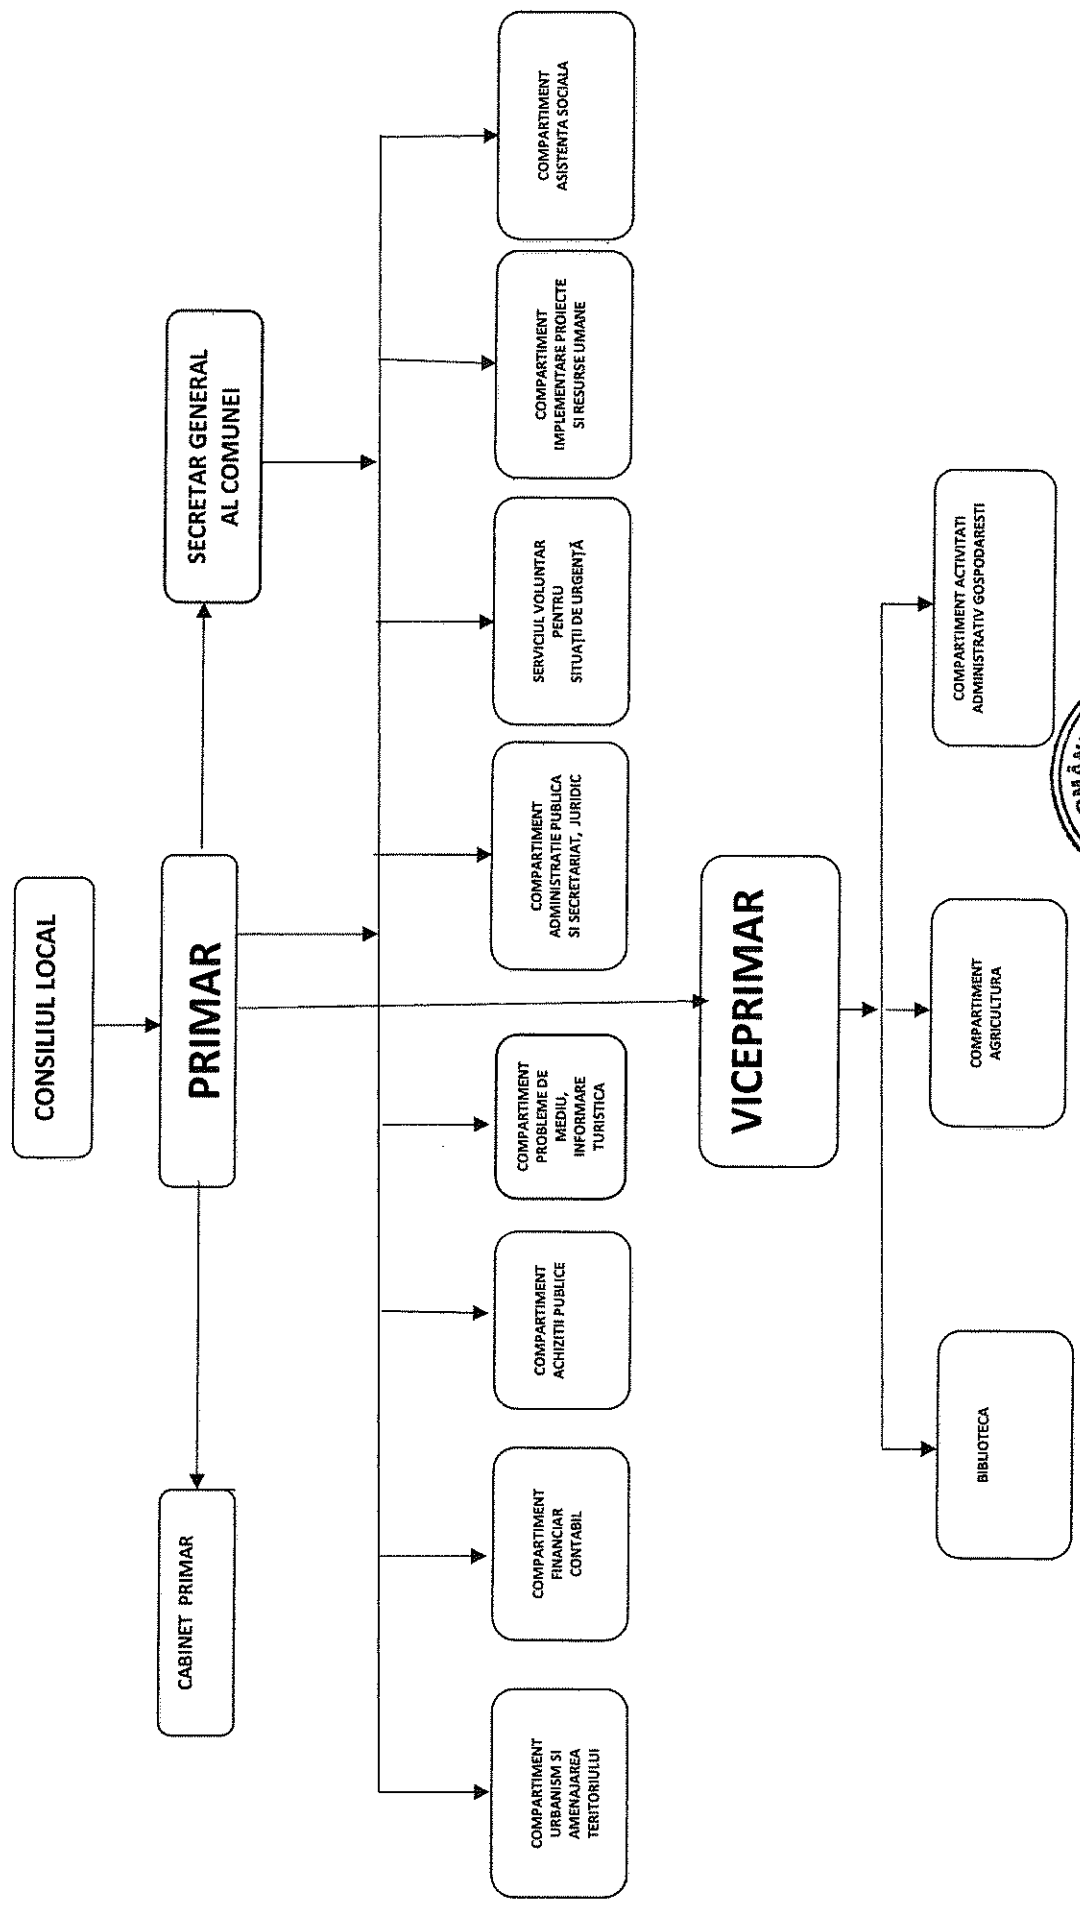 CONSILIUL LOCAL
CABINET PRIMAR
PRIMAR
SECRETAR GENERAL
AL COMUNEI
COMPARTIMENT
URBANISM SI
AMENAJAREA
TERITORIULUI
COMPARTIMENT
FINANCIAR
CONTABIL
COMPARTIMENT
ACHIZITII PUBLICE
COMPARTIMENT
PROBLEME DE
MEDIU,
INFORMARE
TURISTICA
COMPARTIMENT
ADMINISTRATIE PUBLICA
SI SECRETARIAT, JURIDIC
SERVICIUL VOLUNTAR
PENTRU
SITUAȚII DE URGENȚĂ
COMPARTIMENT
IMPLEMENTARE PROIECTE
SI RESURSE UMANE
COMPARTIMENT
ASISTENTA SOCIALA
VICEPRIMAR
BIBLIOTECA
COMPARTIMENT
AGRICULTURA
COMPARTIMENT ACTIVITATI
ADMINISTRATIV GOSPODARESTI